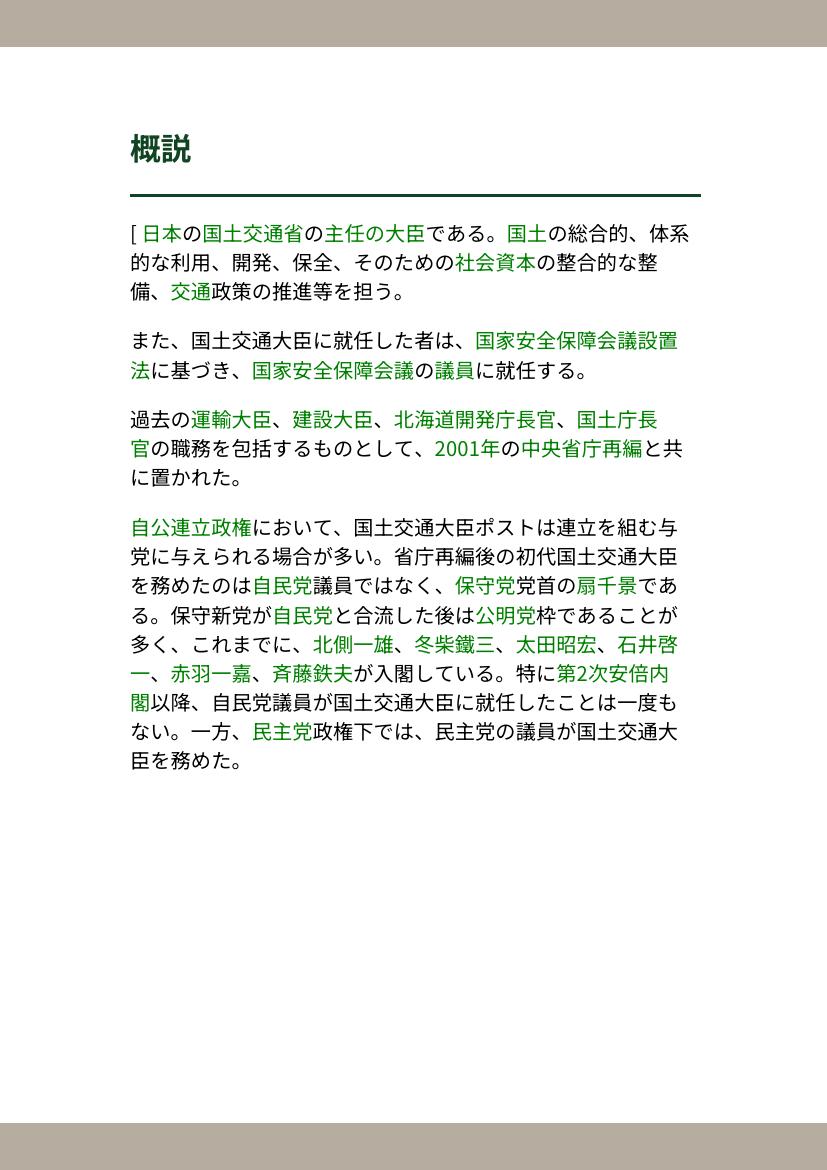 概説
[ 日本の国土交通省の主任の大臣である。国土の総合的、体系
的な利用、開発、保全、そのための社会資本の整合的な整
備、交通政策の推進等を担う。
また、国土交通大臣に就任した者は、国家安全保障会議設置
法に基づき、国家安全保障会議の議員に就任する。
過去の運輸大臣、建設大臣、北海道開発庁長官、国土庁長
官の職務を包括するものとして、2001年の中央省庁再編と共
に置かれた。
自公連立政権において、国土交通大臣ポストは連立を組む与
党に与えられる場合が多い。省庁再編後の初代国土交通大臣
を務めたのは自民党議員ではなく、保守党党首の扇千景であ
る。保守新党が自民党と合流した後は公明党枠であることが
多く、これまでに、北側一雄、冬柴鐵三、太田昭宏、石井啓
一、赤羽一嘉、斉藤鉄夫が入閣している。特に第2次安倍内
閣以降、自民党議員が国土交通大臣に就任したことは一度も
ない。一方、民主党政権下では、民主党の議員が国土交通大
臣を務めた。